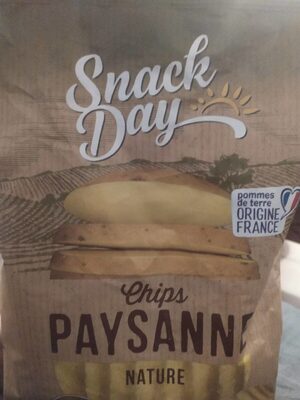 Snack
Day
pommes
de terre
ORIGINE
FRANCE
Chips
PAYSANNE
NATURE